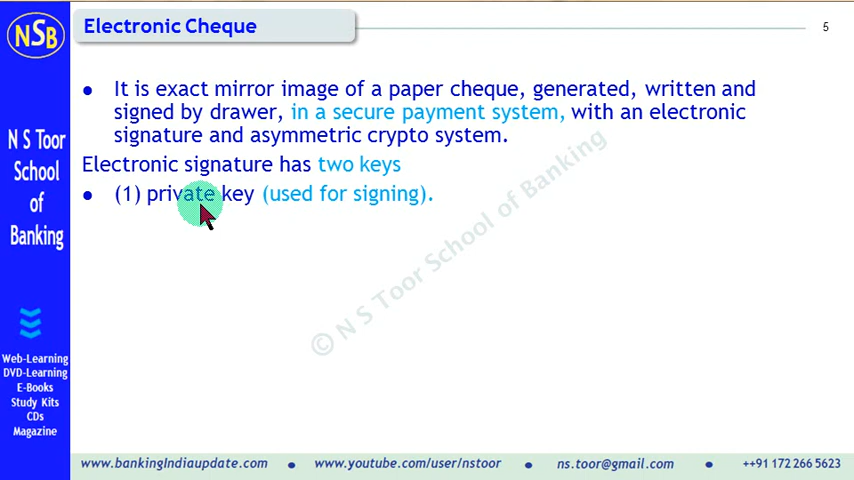 NSB
Electronic Cheque
5
● It is exact mirror image of a paper cheque, generated, written and
signed by drawer, in a secure payment system, with an electronic
signature and asymmetric crypto system.
Electronic signature has two keys
● (1) private key (used for signing).
© N S Toor School of Banking
N S Toor
School
of
Banking
Web-Learning
DVD-Learning
E-Books
Study Kits
CDs
Magazine
www.bankingIndiaupdate.com ● www.youtube.com/user/nstoor ● ns.toor@gmail.com ● ++91 172 266 5623